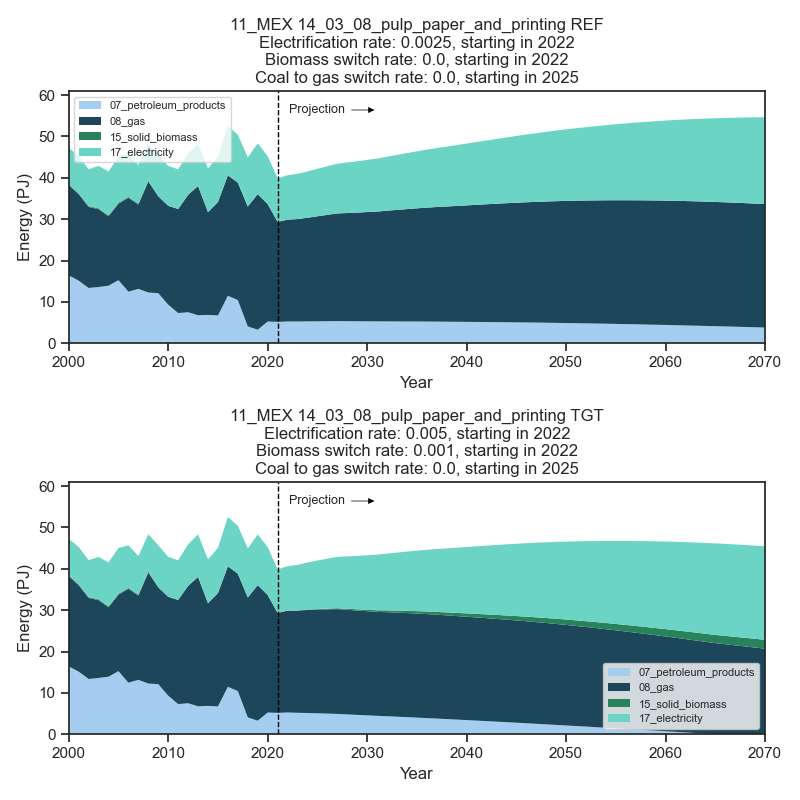 11_MEX 14_03_08_pulp_paper_and_printing REF
Electrification rate: 0.0025, starting in 2022
Biomass switch rate: 0.0, starting in 2022
Coal to gas switch rate: 0.0, starting in 2025
60
50
40
30
20
10
0
Energy (PJ)
07_petroleum_products
08_gas
15_solid_biomass
17_electricity
Projection
2000 2010 2020 2030 2040 2050 2060 2070
Year
11_MEX 14_03_08_pulp_paper_and_printing TGT
Electrification rate: 0.005, starting in 2022
Biomass switch rate: 0.001, starting in 2022
Coal to gas switch rate: 0.0, starting in 2025
60
50
40
30
20
10
0
Energy (PJ)
Projection
07_petroleum_products
08_gas
15_solid_biomass
17_electricity
2000 2010 2020 2030 2040 2050 2060 2070
Year